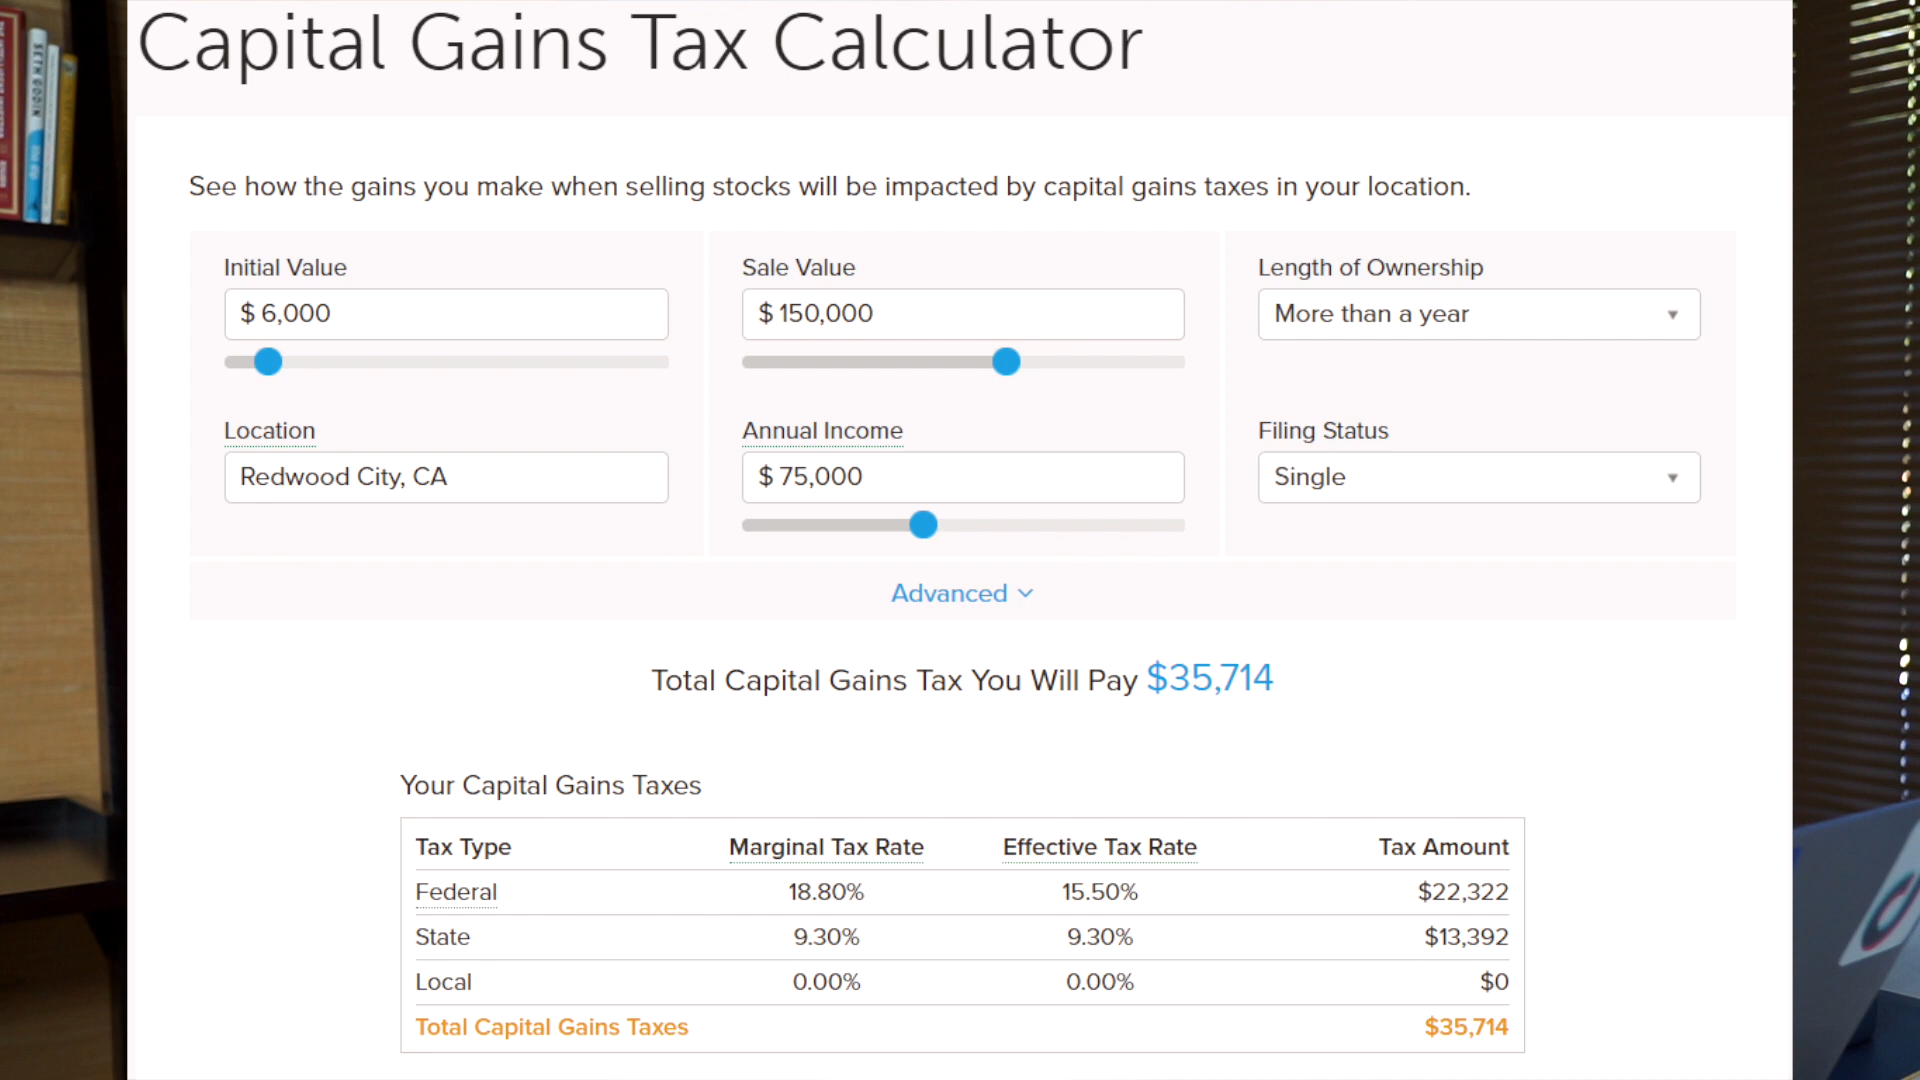 Capital Gains Tax Calculator
SETH GODIN
See how the gains you make when selling stocks will be impacted by capital gains taxes in your location.
Initial Value Sale Value Length of Ownership
$ 6,000 $ 150,000 More than a year
Location Annual Income Filing Status
Redwood City, CA $ 75,000 Single
Advanced
Total Capital Gains Tax You Will Pay $35,714
Your Capital Gains Taxes
Tax Type Marginal Tax Rate Effective Tax Rate Tax Amount
Federal 18.80% 15.50% $22,322
State 9.30% 9.30% $13,392
Local 0.00% 0.00% $0
Total Capital Gains Taxes $35,714